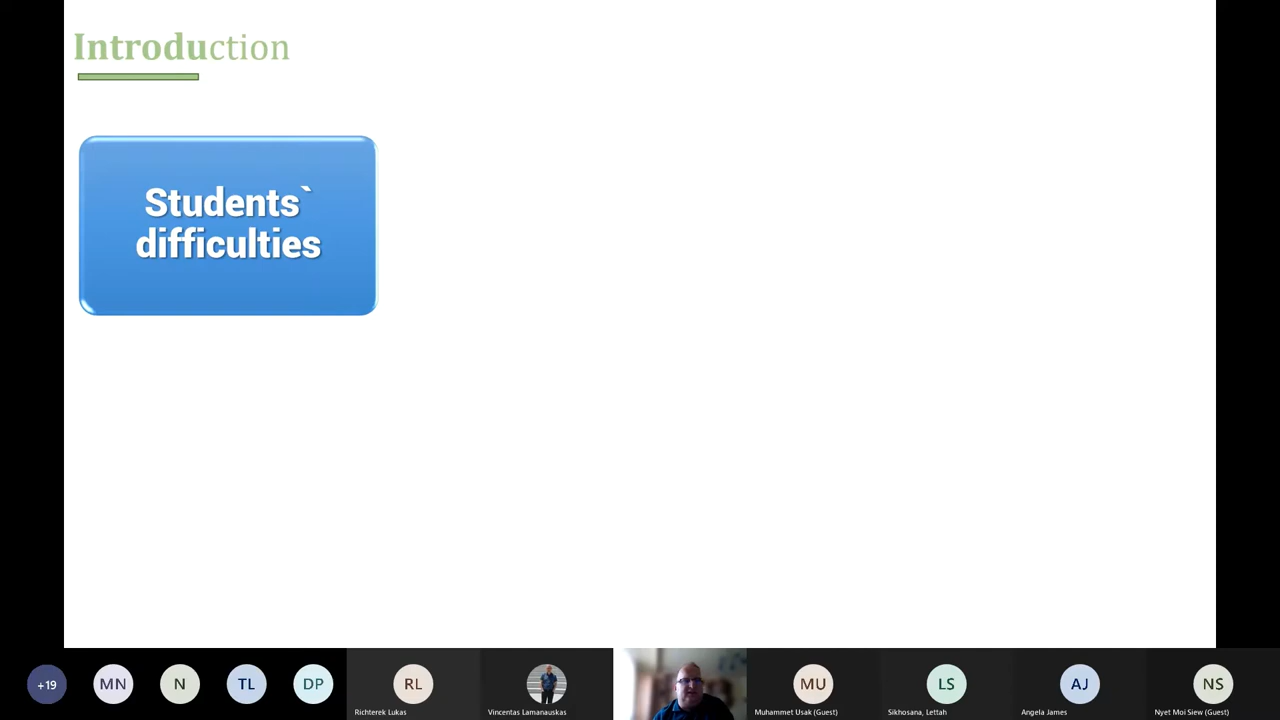 Introduction
Students`
difficulties
+19
MN
N
TL
DP
RL
MU
LS
AJ
NS
Richterek Lukas
Vincentas Lamanauskas
Muhammet Usak (Guest)
Sikhosana, Lettah
Angela James
Nyet Moi Siew (Guest)